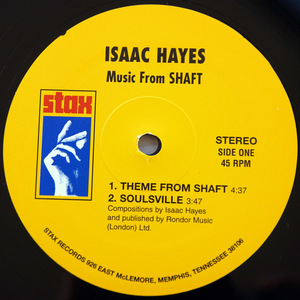 ISAAC HAYES
Music From SHAFT
stax
STEREO
SIDE ONE
45 RPM
1. THEME FROM SHAFT 4:37
2. SOULSVILLE 3:47
Compositions by Isaac Hayes
and published by Rondor Music
(London) Ltd.
STAX RECORDS 926 EAST McLEMORE, MEMPHIS, TENNESSEE 38106